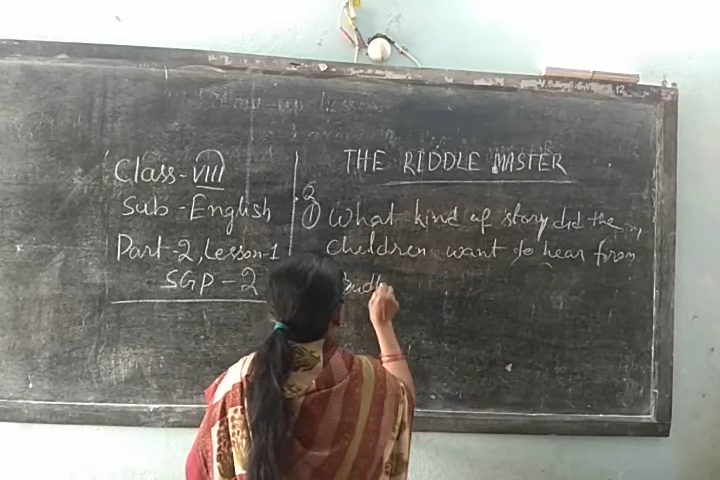 Class-VIII
Sub-English
Part-2, Lesson-1
SGP-2
THE RIDDLE MASTER
Q
① What kind of story did the
children want to hear from
Budh